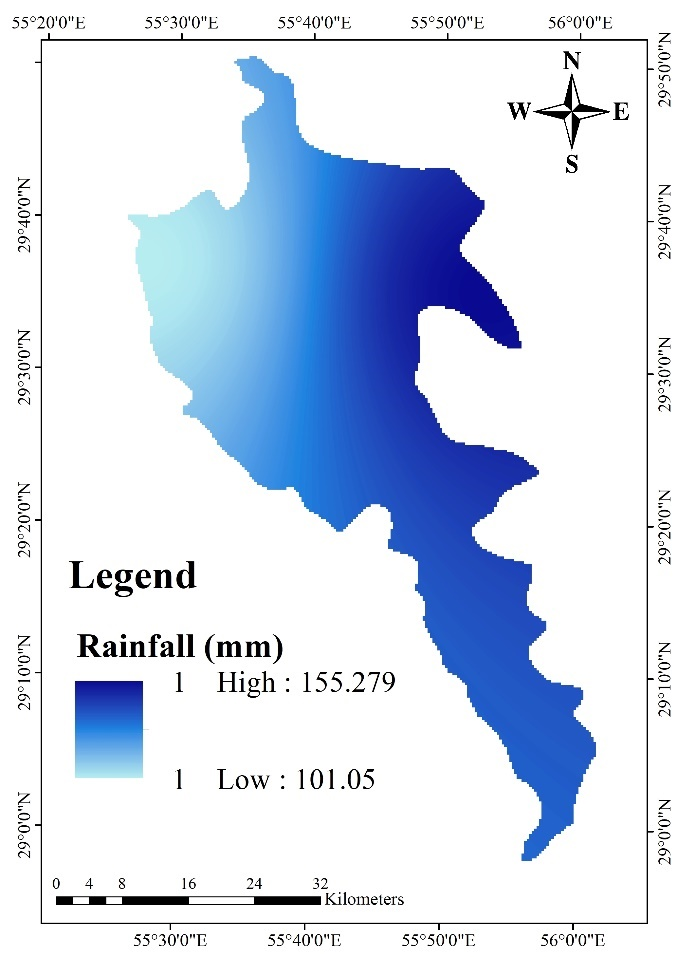 55°20'0"E 55°30'0"E 55°40'0"E 55°50'0"E 56°0'0"E
29°50'0"N
N
W E
S
29°40'0"N 29°40'0"N
29°30'0"N 29°30'0"N
29°20'0"N 29°20'0"N
Legend
Rainfall (mm)
1 High : 155.279
29°10'0"N 29°10'0"N
1 Low : 101.05
29°0'0"N 29°0'0"N
0 4 8 16 24 32
Kilometers
55°30'0"E 55°40'0"E 55°50'0"E 56°0'0"E